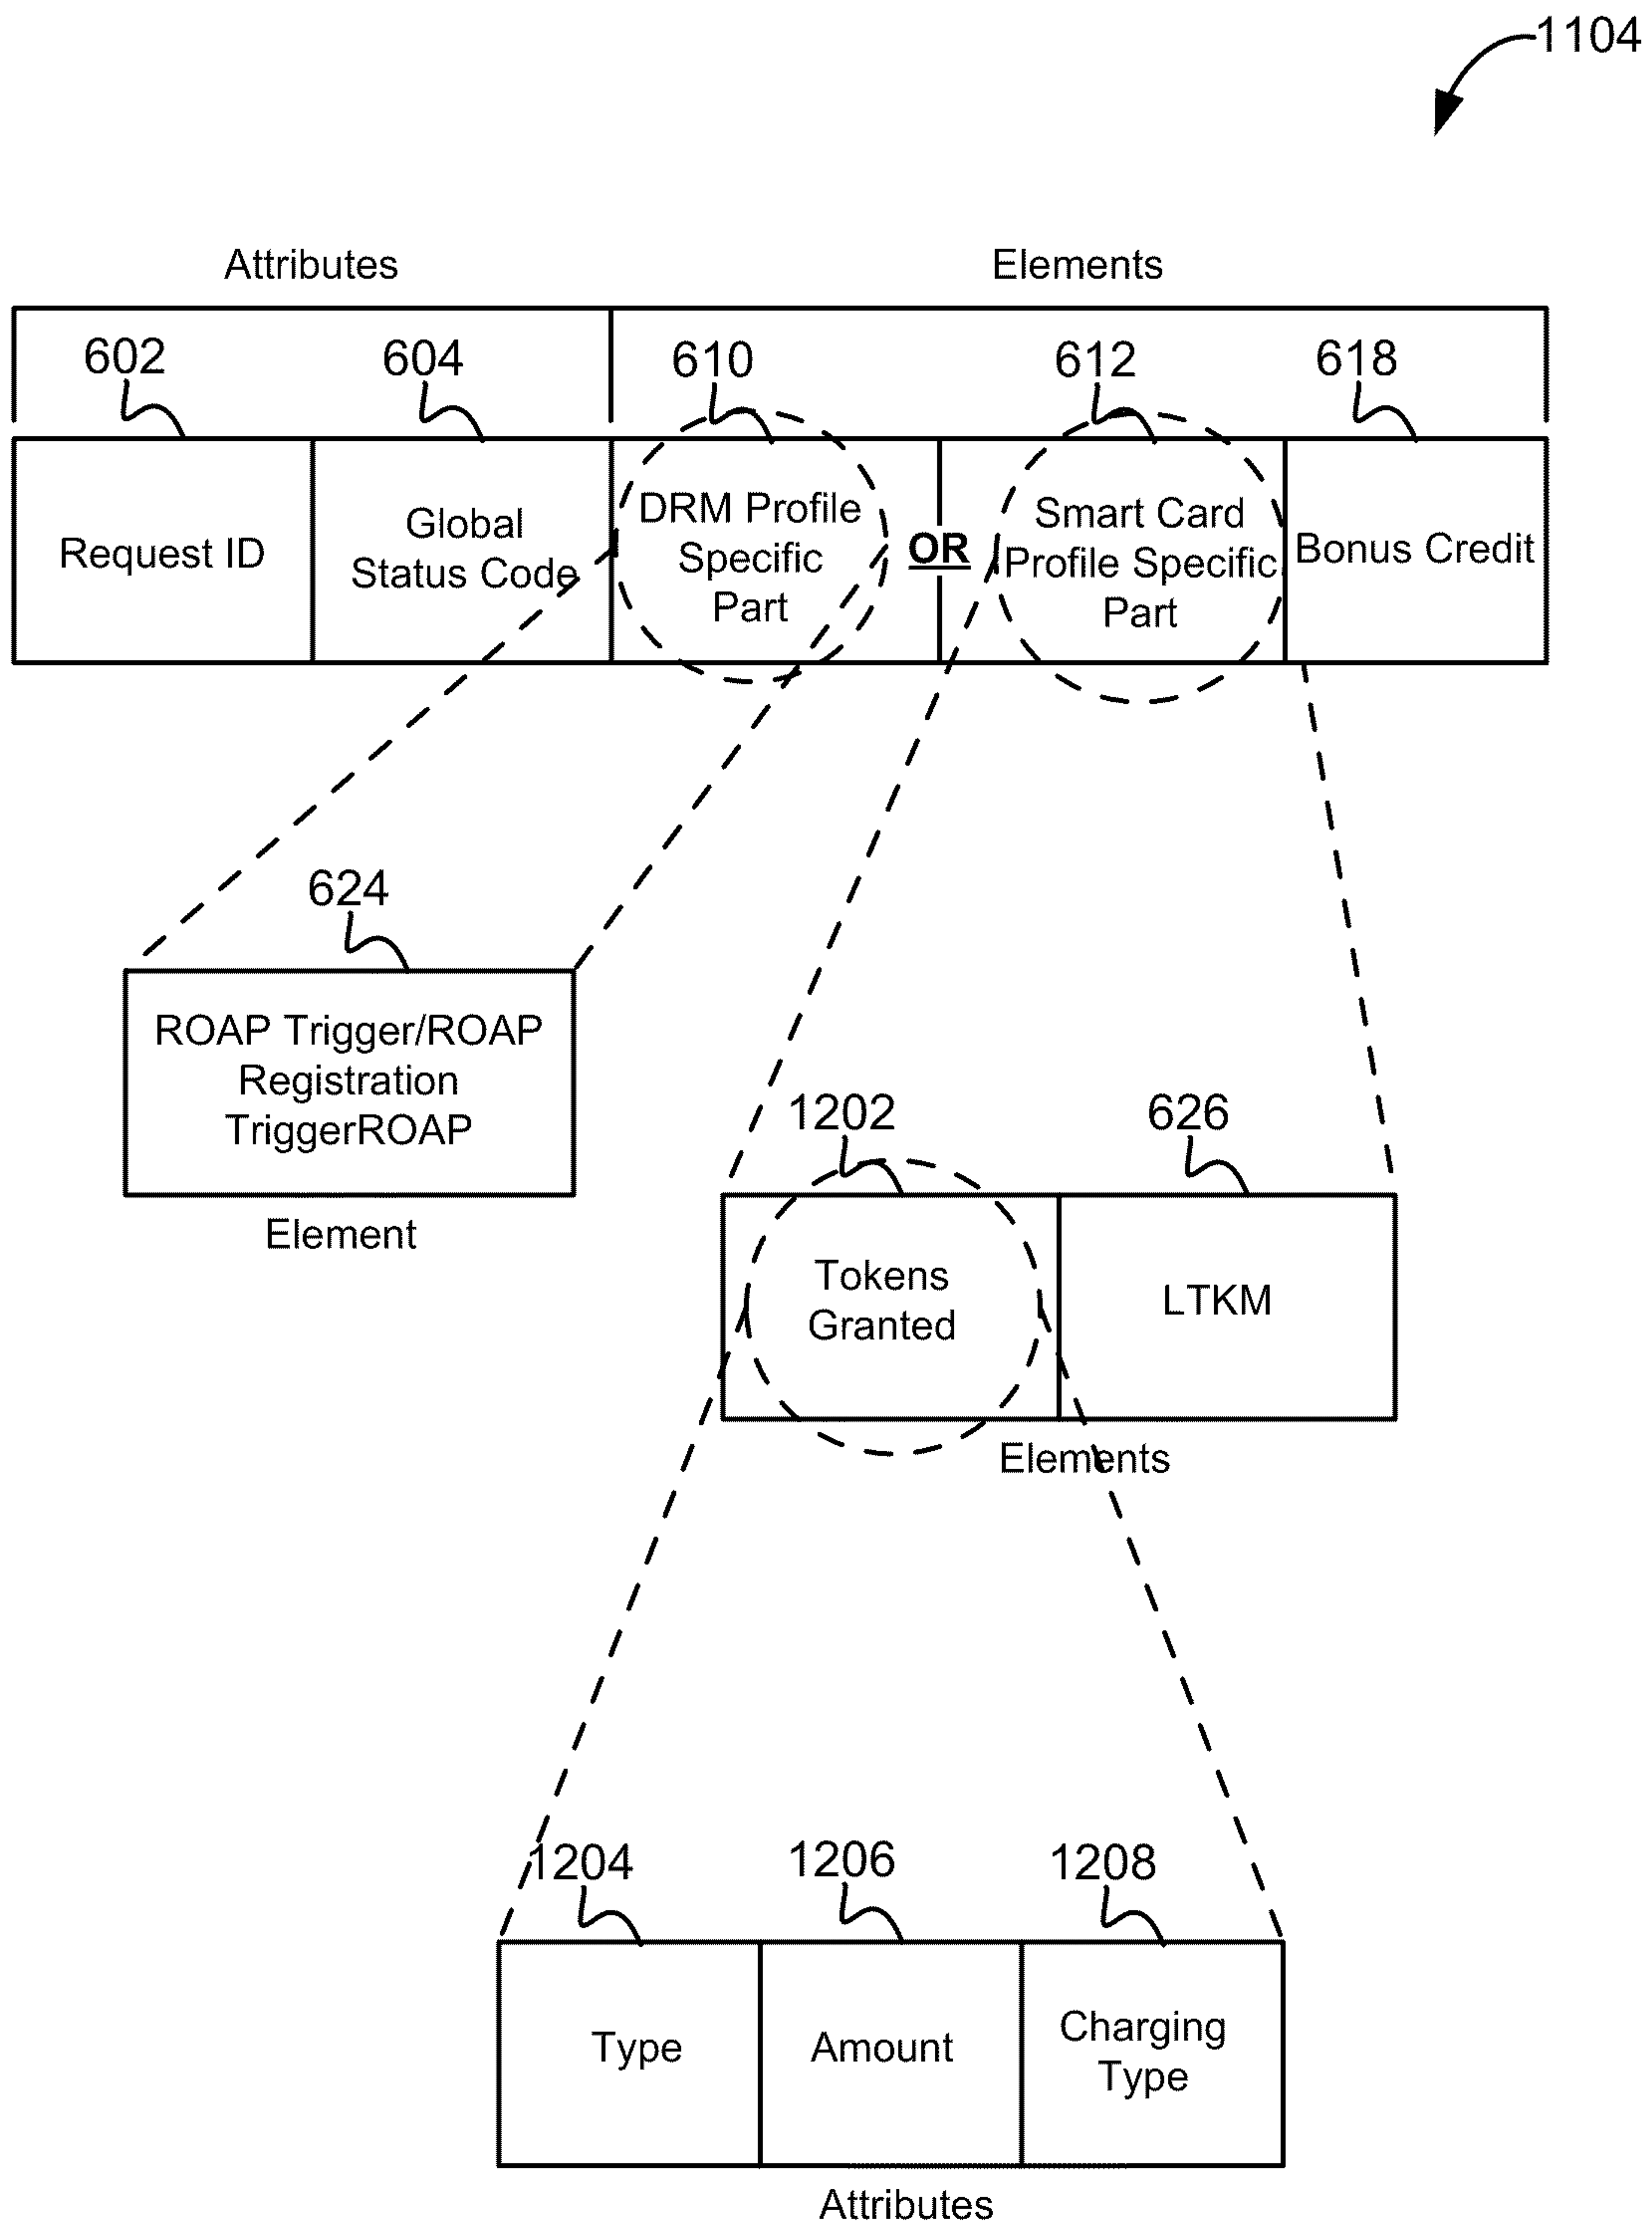 1104
Attributes
Elements
602
604
610
612
618
Request ID
Global
Status Code
DRM Profile
Specific
Part
OR
Smart Card
Profile Specific
Part
Bonus Credit
624
ROAP Trigger/ROAP
Registration
TriggerROAP
Element
1202
626
Tokens
Granted
LTKM
Elements
1204
1206
1208
Type
Amount
Charging
Type
Attributes